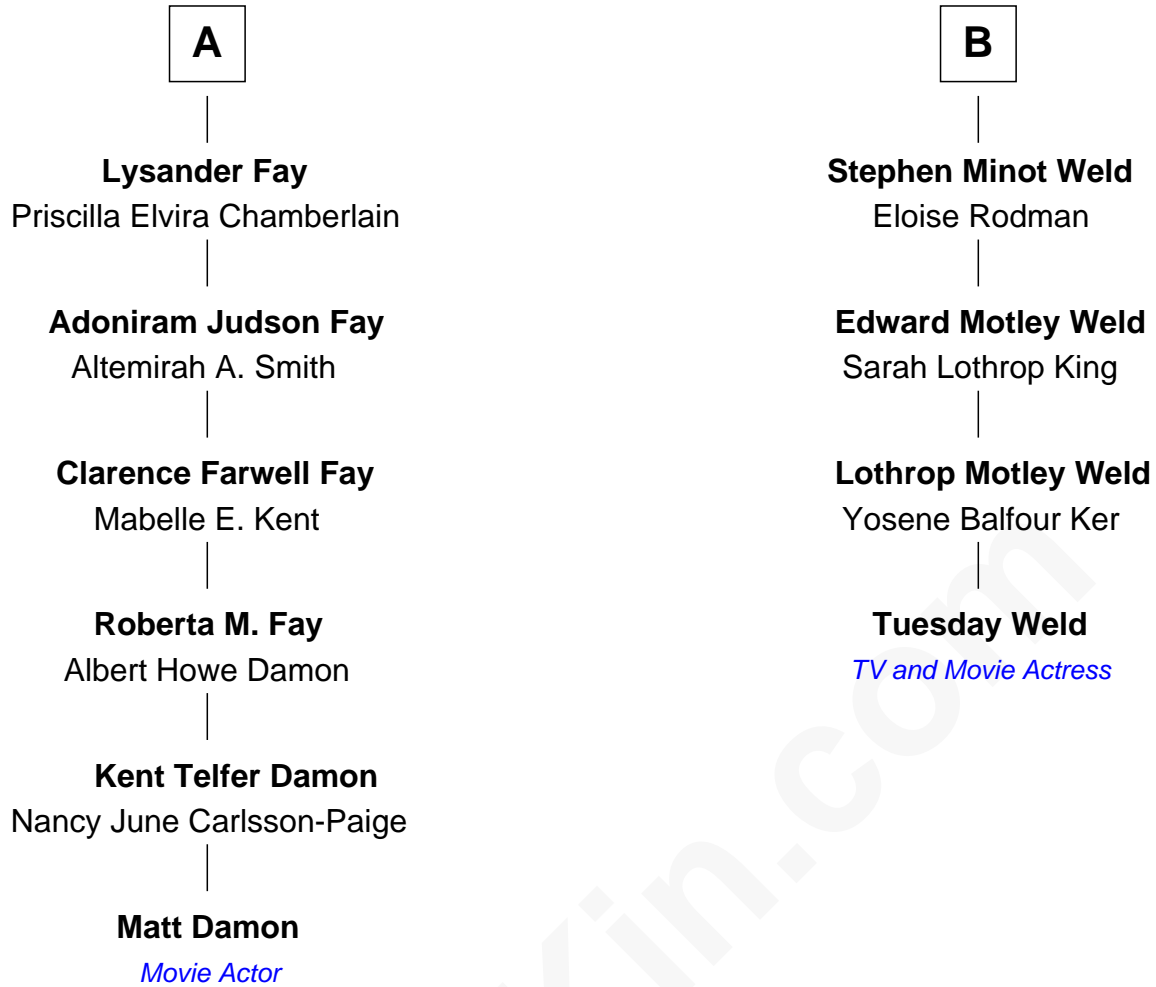 A
Lysander Fay
Priscilla Elvira Chamberlain
Adoniram Judson Fay
Altemirah A. Smith
Clarence Farwell Fay
Mabelle E. Kent
Roberta M. Fay
Albert Howe Damon
Kent Telfer Damon
Nancy June Carlsson-Paige
Matt Damon
Movie Actor
B
Stephen Minot Weld
Eloise Rodman
Edward Motley Weld
Sarah Lothrop King
Lothrop Motley Weld
Yosene Balfour Ker
Tuesday Weld
TV and Movie Actress
Kin.com